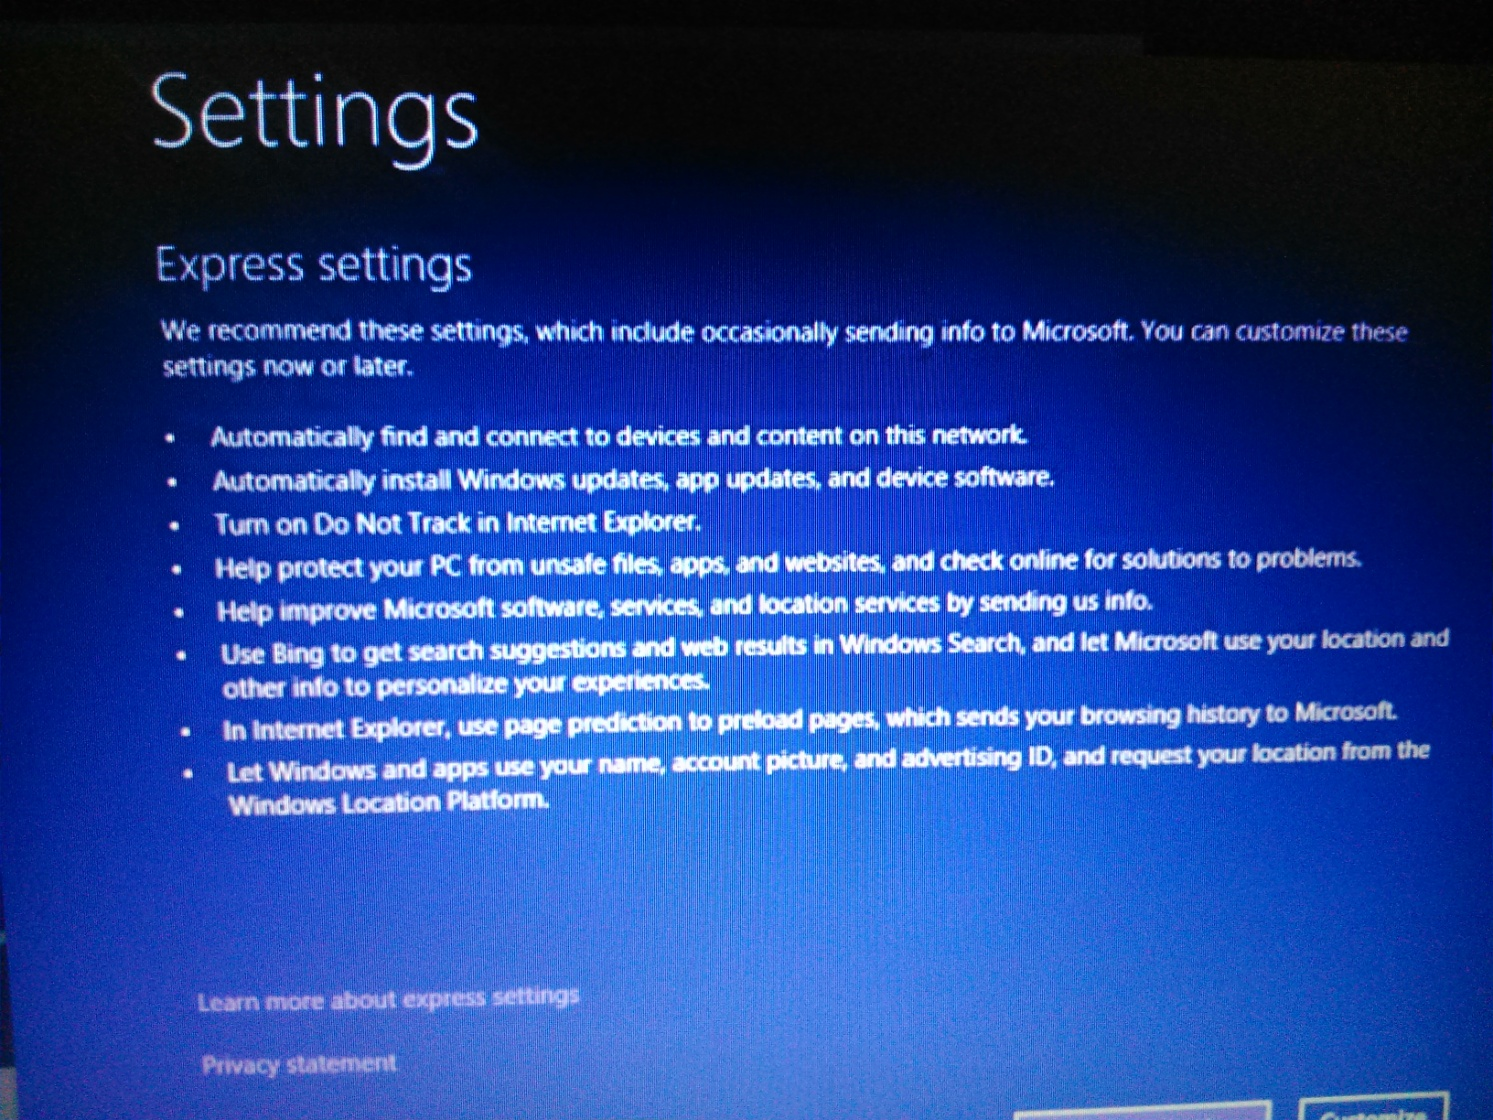 Settings
Express settings
We recommend these settings, which include occasionally sending info to Microsoft. You can customize these
settings now or later.
• Automatically find and connect to devices and content on this network.
• Automatically install Windows updates, app updates, and device software.
• Turn on Do Not Track in Internet Explorer.
• Help protect your PC from unsafe files, apps, and websites, and check online for solutions to problems.
• Help improve Microsoft software, services, and location services by sending us info.
• Use Bing to get search suggestions and web results in Windows Search, and let Microsoft use your location and
other info to personalize your experiences.
• In Internet Explorer, use page prediction to preload pages, which sends your browsing history to Microsoft.
• Let Windows and apps use your name, account picture, and advertising ID, and request your location from the
Windows Location Platform.
Learn more about express settings
Privacy statement
Customize